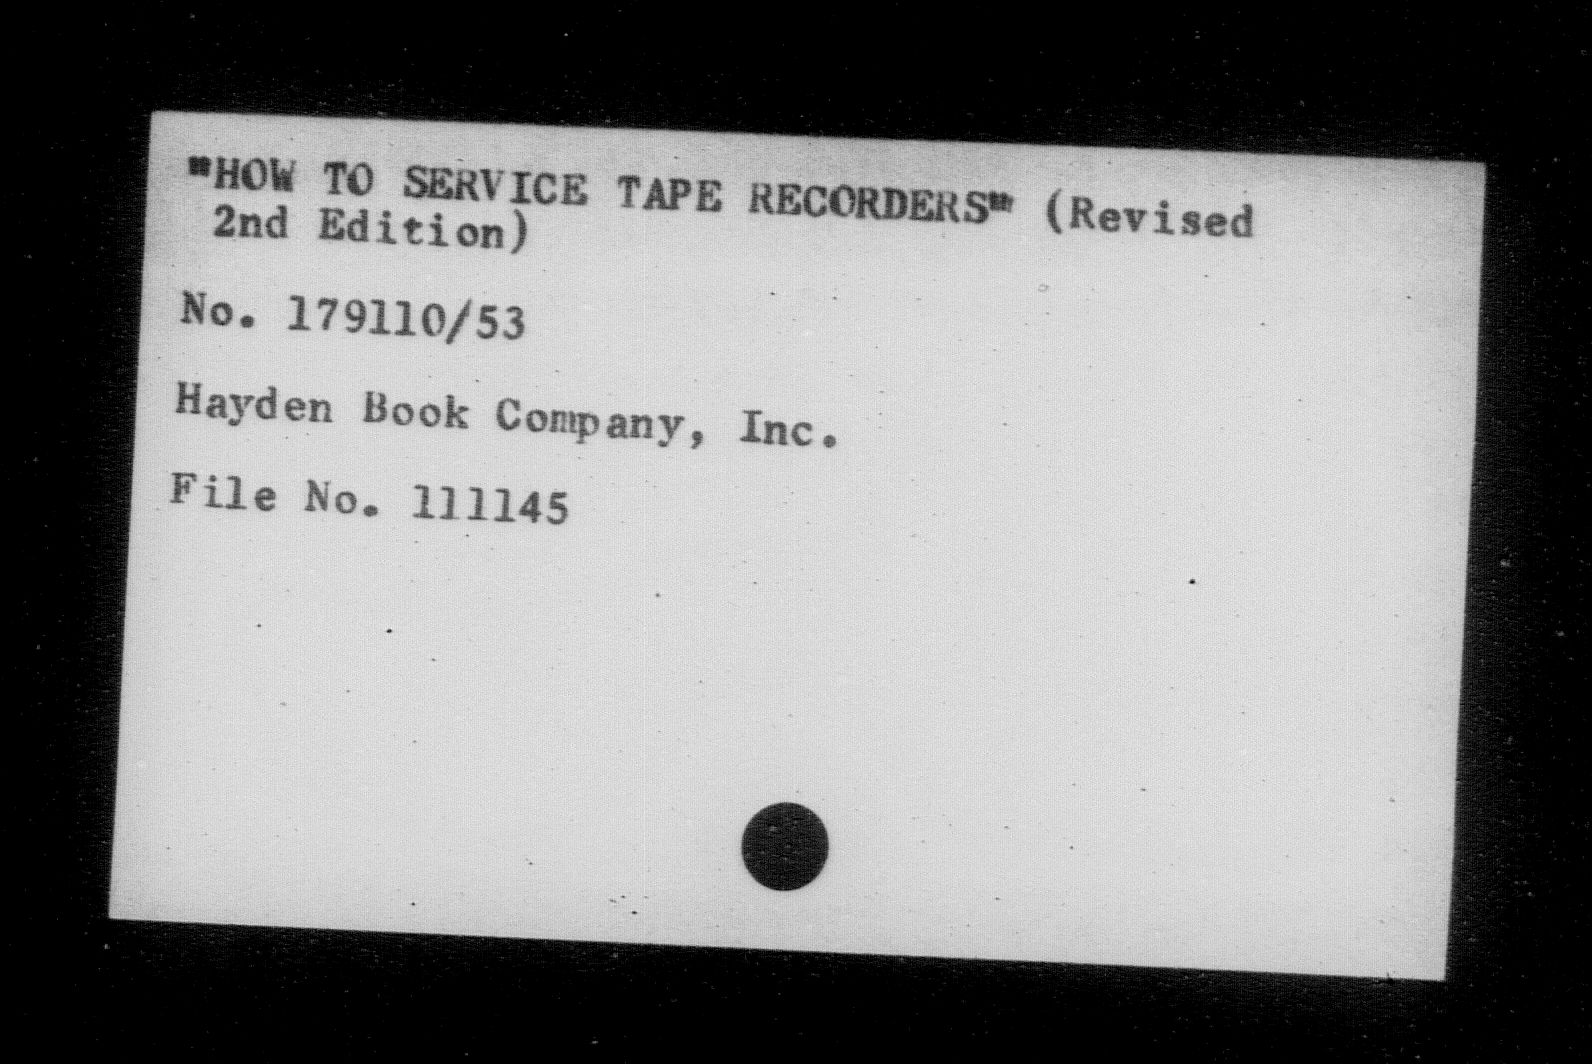 "HOW TO SERVICE TAPE RECORDERS" (Revised
2nd Edition)
No. 179110/53
Hayden Book Company, Inc.
File No. 111145